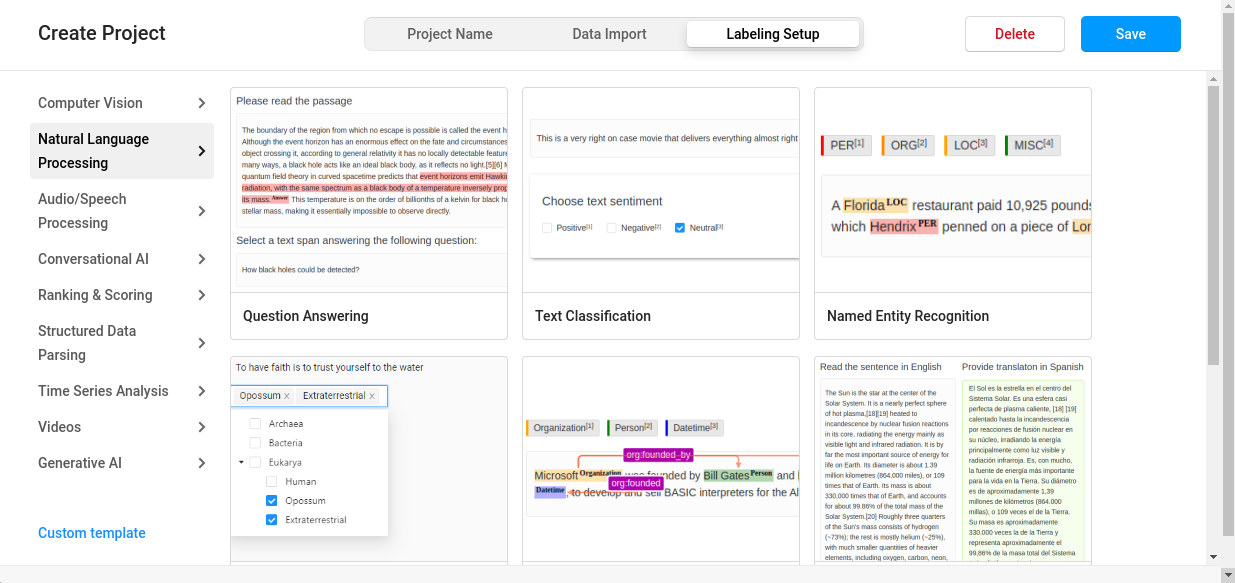 Create Project
Project Name
Data Import
Labeling Setup
Delete
Save
Computer Vision
Natural Language
Processing
Audio/Speech
Processing
Conversational AI
Ranking & Scoring
Structured Data
Parsing
Time Series Analysis
Videos
Generative AI
Custom template
Please read the passage
The boundary of the region from which no escape is possible is called the event h
Although the event horizon has an enormous effect on the fate and circumstances
object crossing it, according to general relativity it has no locally detectable featur
many ways, a black hole acts like an ideal black body, as it reflects no light.[5][6] M
quantum field theory in curved spacetime predicts that event horizons emit Hawki
radiation, with the same spectrum as a black body of a temperature inversely prop
its mass.Answer This temperature is on the order of billionths of a kelvin for black h
stellar mass, making it essentially impossible to observe directly.
Select a text span answering the following question:
How black holes could be detected?
Question Answering
This is a very right on case movie that delivers everything almost right
Choose text sentiment
Positive[1] Negative[2] Neutral[3]
Text Classification
PER[1] ORG[2] LOC[3] MISC[4]
A Florida LOC restaurant paid 10,925 pounds
which Hendrix PER penned on a piece of Lon
Named Entity Recognition
To have faith is to trust yourself to the water
Opossum × Extraterrestrial ×
Archaea
Bacteria
Eukarya
Human
Opossum
Extraterrestrial
Organization[1] Person[2] Datetime[3]
org:founded_by
Microsoft Organization was founded by Bill Gates Person and
org:founded
Datetime, to develop and sell BASIC interpreters for the Al
Read the sentence in English
The Sun is the star at the center of the
Solar System. It is a nearly perfect sphere
of hot plasma,[18][19] heated to
incandescence by nuclear fusion reactions
in its core, radiating the energy mainly as
visible light and infrared radiation. It is by
far the most important source of energy for
life on Earth. Its diameter is about 1.39
million kilometres (864,000 miles), or 109
times that of Earth. Its mass is about
330,000 times that of Earth, and accounts
for about 99.86% of the total mass of the
Solar System.[20] Roughly three quarters
of the Sun's mass consists of hydrogen
(~73%); the rest is mostly helium (~25%),
with much smaller quantities of heavier
elements, including oxygen, carbon, neon,
Provide translaton in Spanish
El Sol es la estrella en el centro del
Sistema Solar. Es una esfera casi
perfecta de plasma caliente, [18] [19]
calentado hasta la incandescencia
por reacciones de fusión nuclear en
su núcleo, irradiando la energía
principalmente como luz visible y
radiación infrarroja. Es, con mucho,
la fuente de energía más importante
para la vida en la Tierra. Su diámetro
es de aproximadamente 1,39
millones de kilómetros (864.000
millas), o 109 veces el de la Tierra.
Su masa es aproximadamente
330.000 veces la de la Tierra y
representa aproximadamente el
99,86% de la masa total del Sistema